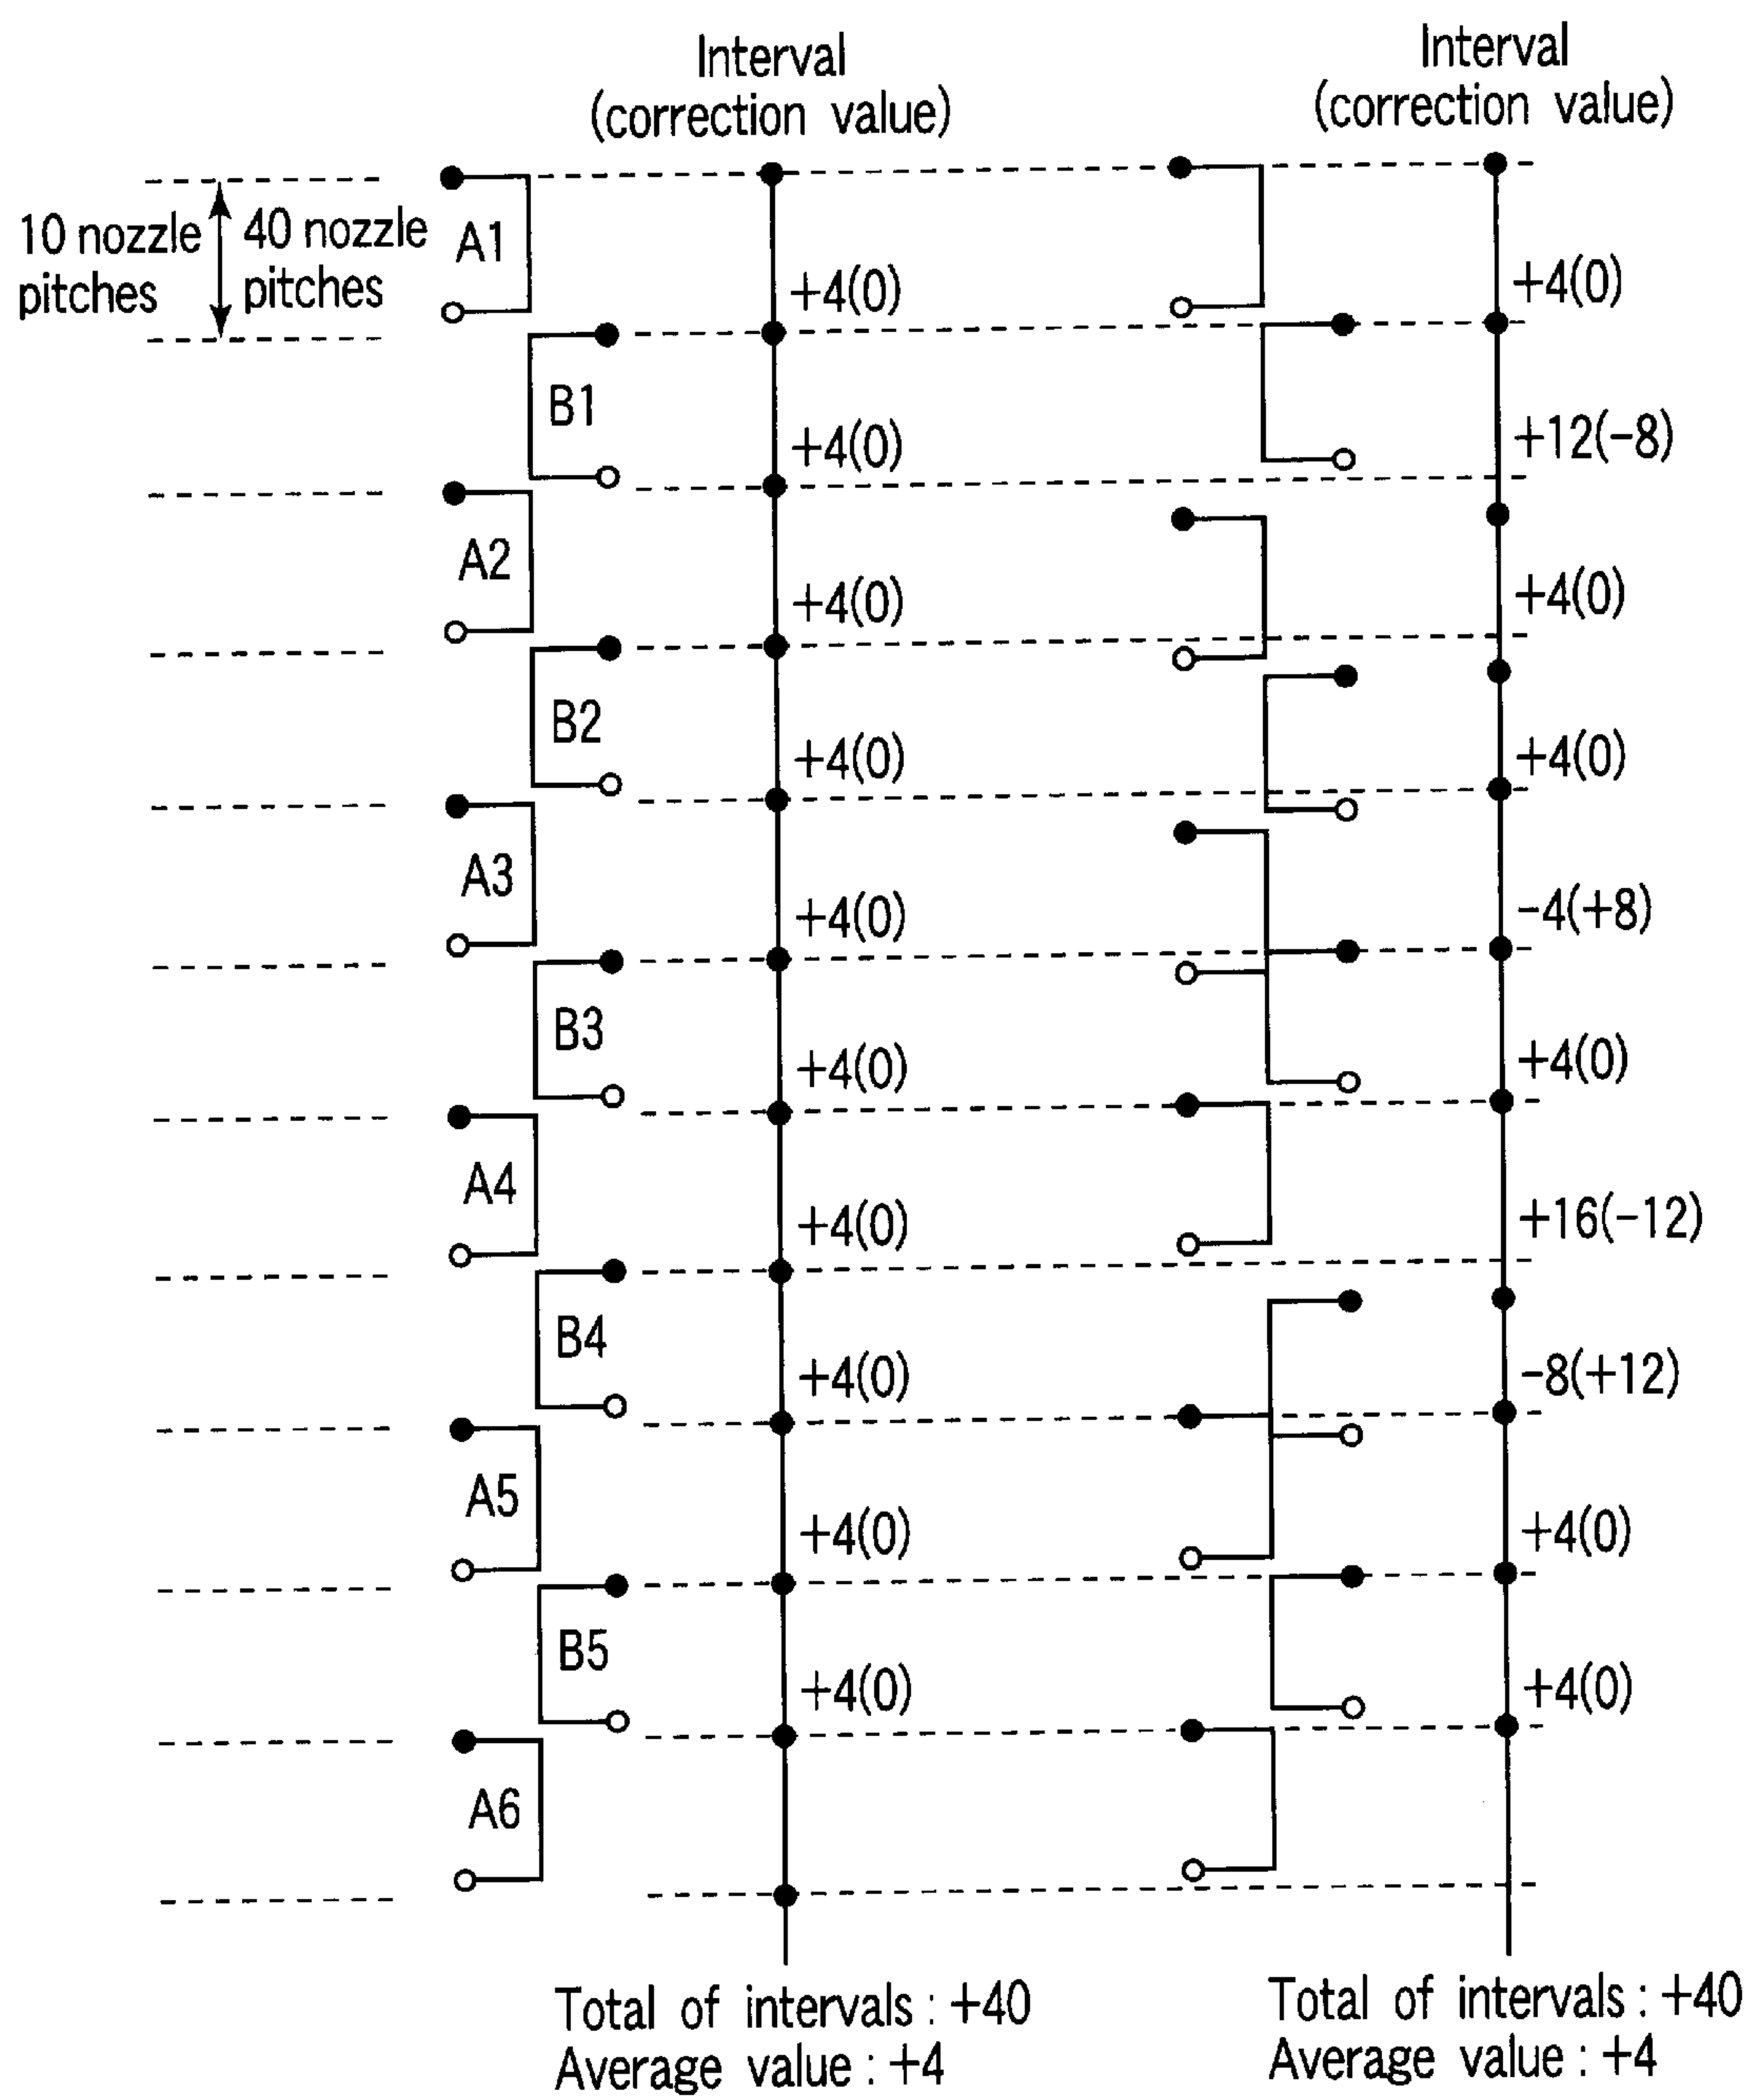 Interval
(correction value)
Interval
(correction value)
10 nozzle
pitches
40 nozzle
pitches
A1
+4(0)
+4(0)
B1
+4(0)
+12(-8)
A2
+4(0)
+4(0)
B2
+4(0)
+4(0)
A3
+4(0)
-4(+8)
B3
+4(0)
+4(0)
A4
+4(0)
+16(-12)
B4
+4(0)
-8(+12)
A5
+4(0)
+4(0)
B5
+4(0)
+4(0)
A6
Total of intervals : +40
Average value : +4
Total of intervals : +40
Average value : +4